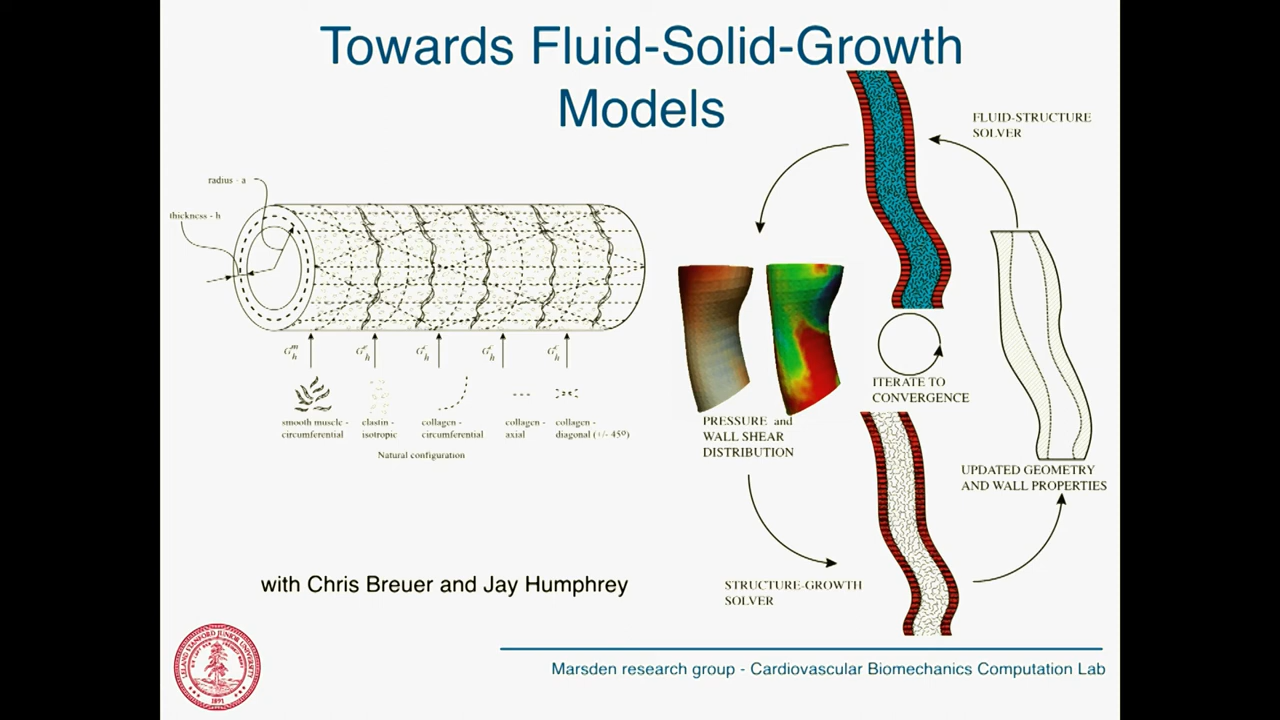 Towards Fluid-Solid-Growth
Models
FLUID-STRUCTURE
SOLVER
radius - a
thickness - h
ITERATE TO
CONVERGENCE
PRESSURE and
WALL SHEAR
DISTRIBUTION
smooth muscle -
circumferential
elastin -
isotropic
collagen -
circumferential
collagen -
axial
collagen -
diagonal (+/- 45º)
Natural configuration
UPDATED GEOMETRY
AND WALL PROPERTIES
STRUCTURE-GROWTH
SOLVER
with Chris Breuer and Jay Humphrey
1891
Marsden research group - Cardiovascular Biomechanics Computation Lab